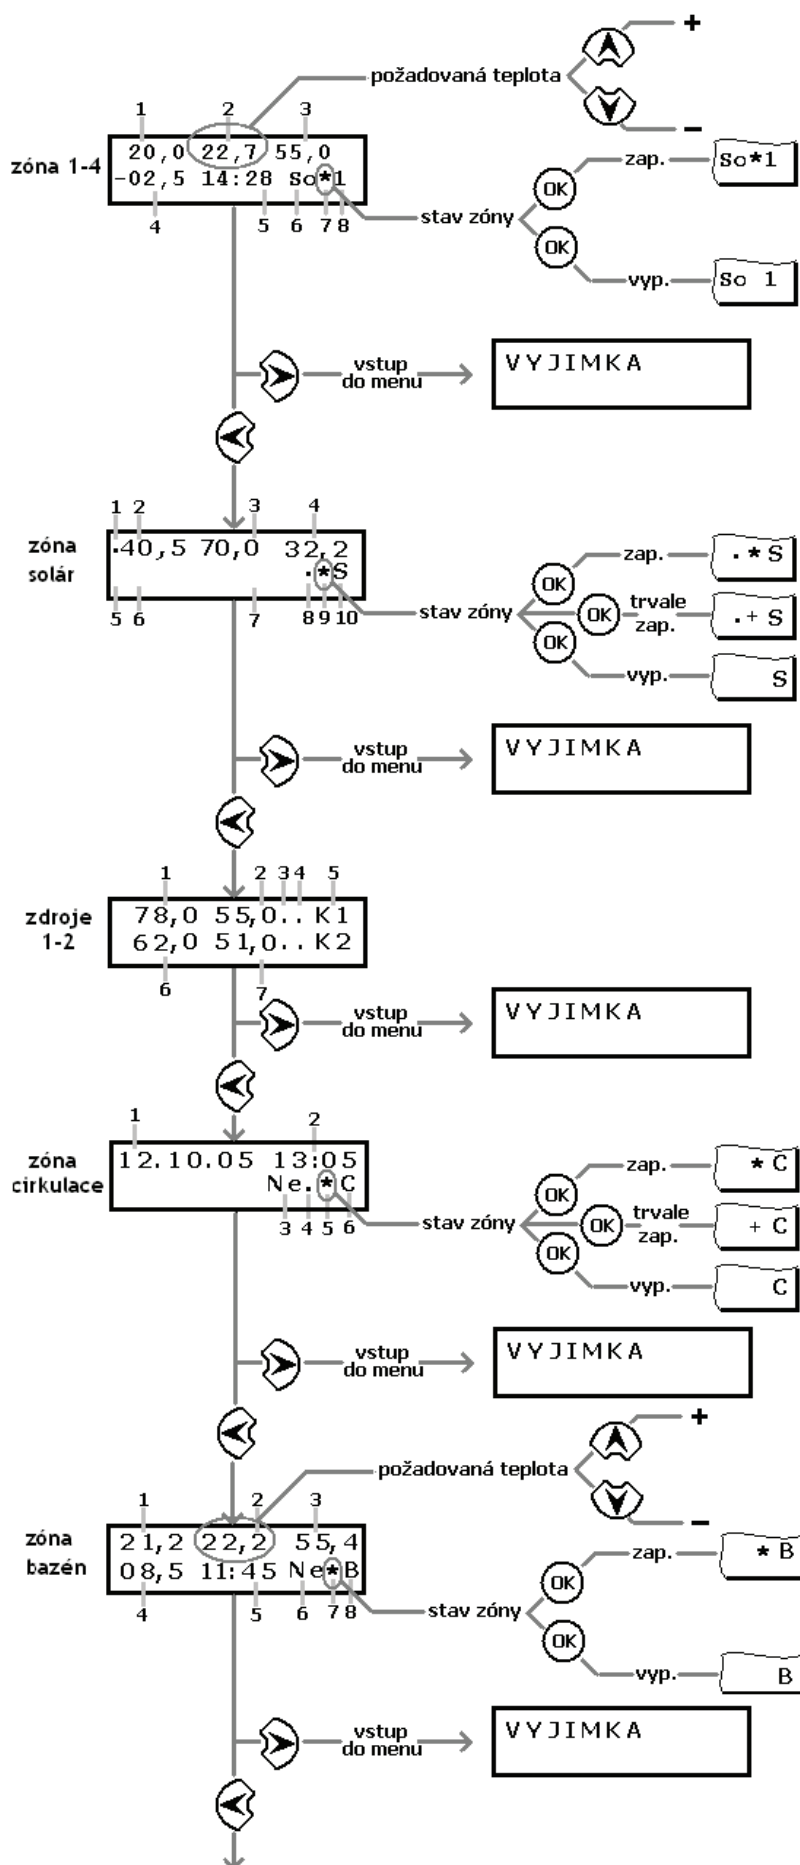 +
požadovaná teplota
−
1 2 3
zóna 1-4
20,0 22,7 55,0
-02,5 14:28 So*1
4 5 6 7 8
zap.
So*1
OK
stav zóny
OK
vyp.
So 1
vstup
do menu
VYJIMKA
1 2 3 4
zóna
solár
.40,5 70,0 32,2
.*S
5 6 7 8 9 10
zap.
.*S
OK
stav zóny
OK
trvale
zap.
.+ S
OK
vyp.
S
vstup
do menu
VYJIMKA
1 2 3 4 5
zdroje
1-2
78,0 55,0.. K1
62,0 51,0.. K2
6 7
vstup
do menu
VYJIMKA
1 2
zóna
cirkulace
12.10.05 13:05
Ne.*C
3 4 5 6
zap.
* C
OK
stav zóny
OK
trvale
zap.
+ C
OK
vyp.
C
vstup
do menu
VYJIMKA
+
požadovaná teplota
−
1 2 3
zóna
bazén
21,2 22,2 55,4
08,5 11:45 Ne*B
4 5 6 7 8
zap.
* B
OK
stav zóny
OK
vyp.
B
vstup
do menu
VYJIMKA